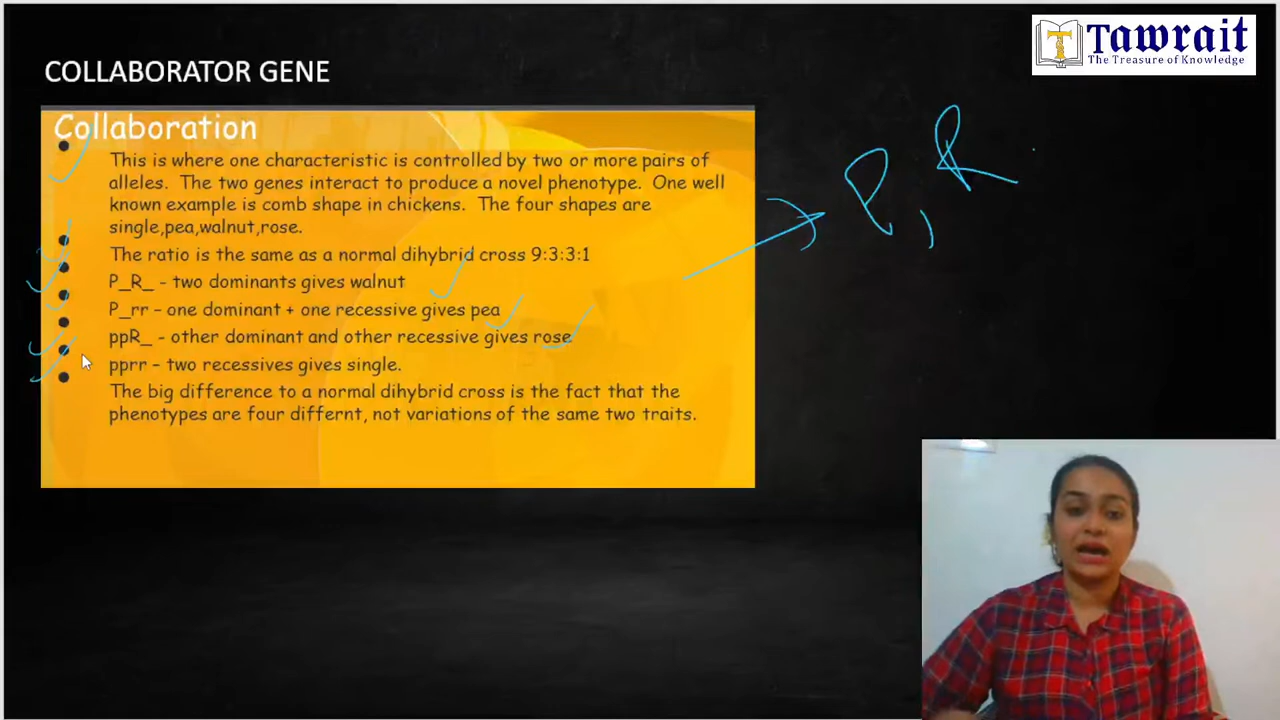 Tawrait
The Treasure of Knowledge
COLLABORATOR GENE
Collaboration
This is where one characteristic is controlled by two or more pairs of
alleles. The two genes interact to produce a novel phenotype. One well
known example is comb shape in chickens. The four shapes are
single,pea,walnut,rose.
The ratio is the same as a normal dihybrid cross 9:3:3:1
P_R_ - two dominants gives walnut
P_rr - one dominant + one recessive gives pea
ppR_ - other dominant and other recessive gives rose
pprr - two recessives gives single.
The big difference to a normal dihybrid cross is the fact that the
phenotypes are four differnt, not variations of the same two traits.
P, R